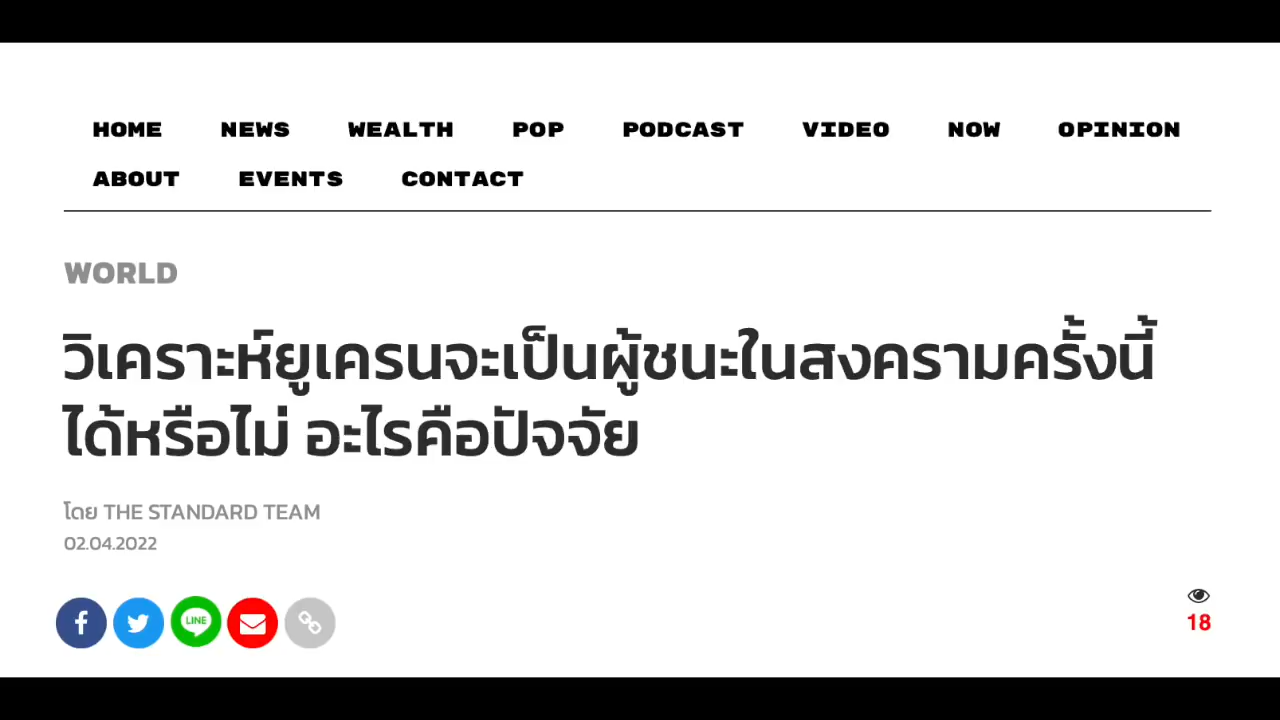 HOME NEWS WEALTH POP PODCAST VIDEO NOW OPINION
ABOUT EVENTS CONTACT
WORLD
วิเคราะห์ยูเครนจะเป็นผู้ชนะในสงครามครั้งนี้
ได้หรือไม่ อะไรคือปัจจัย
โดย THE STANDARD TEAM
02.04.2022
LINE
18